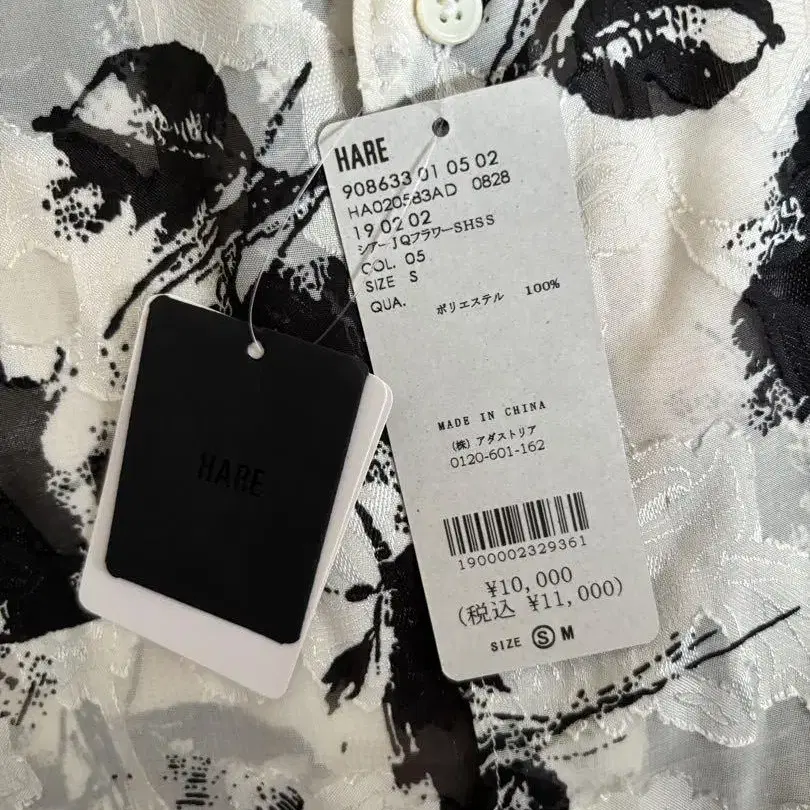 HARE
908633 01 05 02
HA020583AD 0828
19 02 02
シアーJQフラワーSHSS
COL. 05
SIZE S
QUA.
ポリエステル 100%
MADE IN CHINA
(株) アダストリア
0120-601-162
1900002329361
¥10,000
(税込 ¥11,000)
SIZE S M
HARE